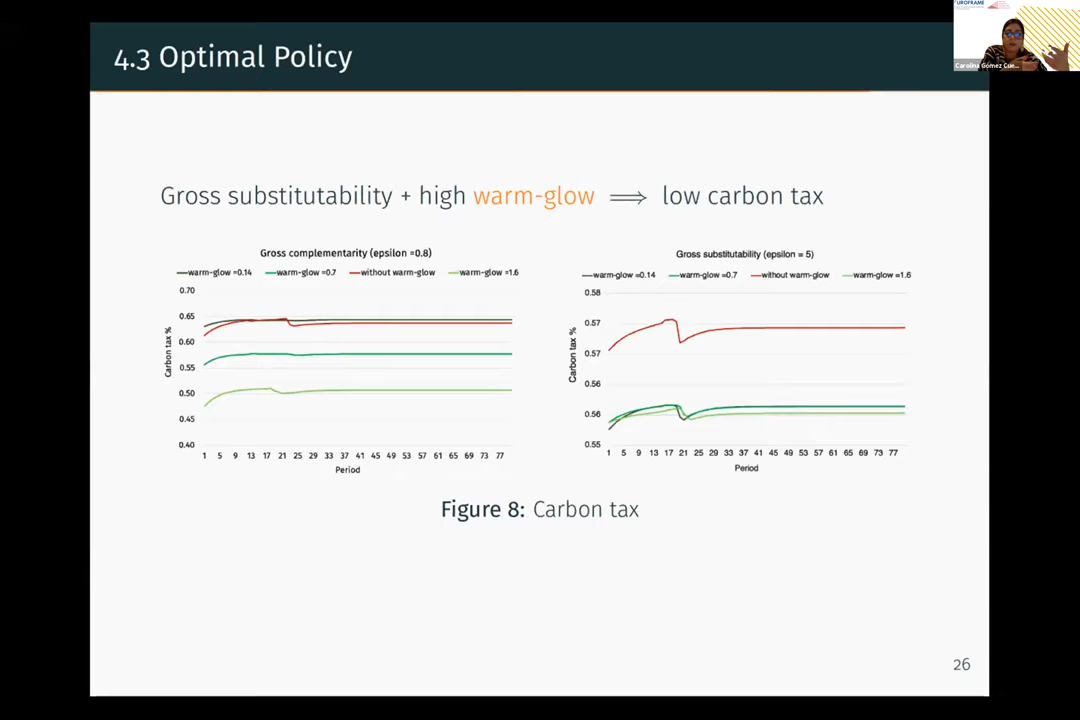 UROFRAME
Carolina Gómez Cue...
4.3 Optimal Policy
Gross substitutability + high warm-glow ⟹ low carbon tax
Gross complementarity (epsilon =0.8)
warm-glow =0.14 warm-glow =0.7 without warm-glow warm-glow =1.6
0.70
0.65
0.60
0.55
0.50
0.45
0.40
Carbon tax %
1 5 9 13 17 21 25 29 33 37 41 45 49 53 57 61 65 69 73 77
Period
Gross substitutability (epsilon = 5)
warm-glow =0.14 warm-glow =0.7 without warm-glow warm-glow =1.6
0.58
0.57
0.57
0.56
0.56
0.55
Carbon tax %
1 5 9 13 17 21 25 29 33 37 41 45 49 53 57 61 65 69 73 77
Period
Figure 8: Carbon tax
26